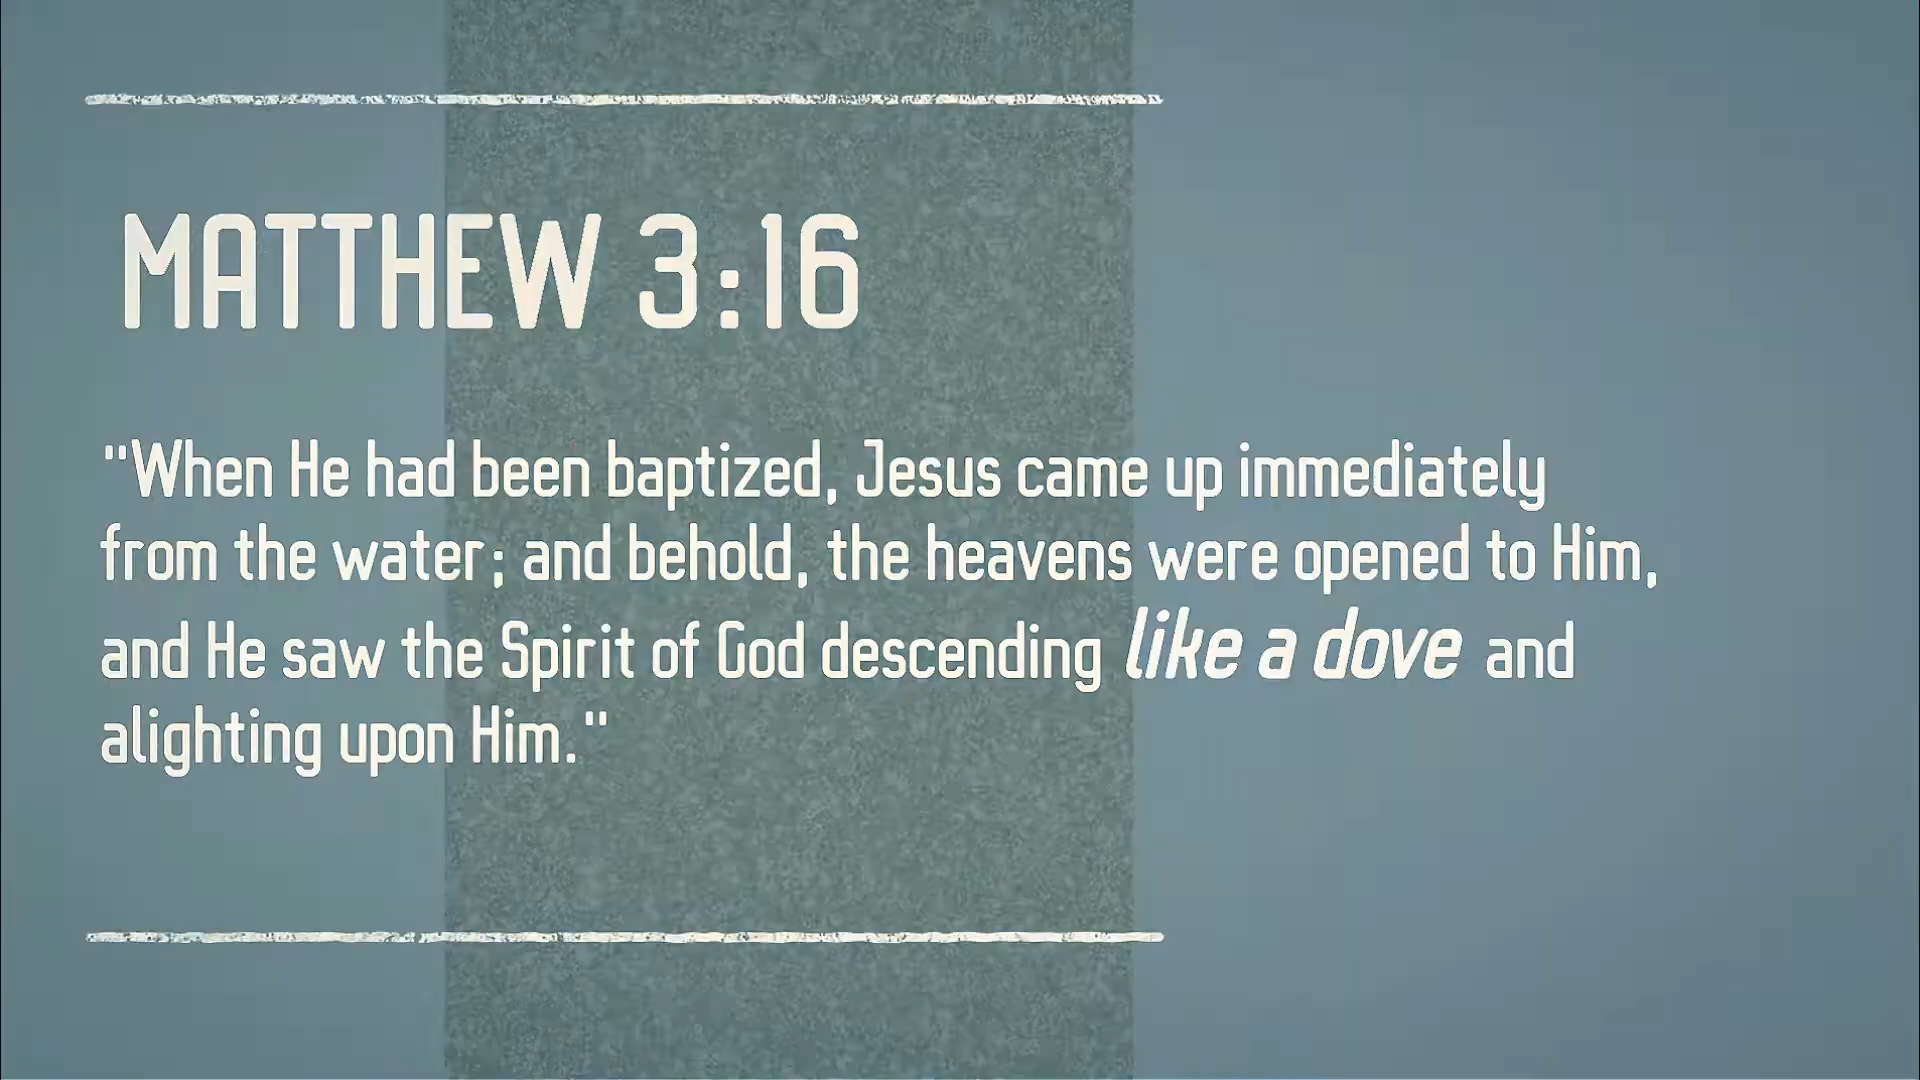 MATTHEW 3:16
"When He had been baptized, Jesus came up immediately
from the water; and behold, the heavens were opened to Him,
and He saw the Spirit of God descending like a dove and
alighting upon Him."